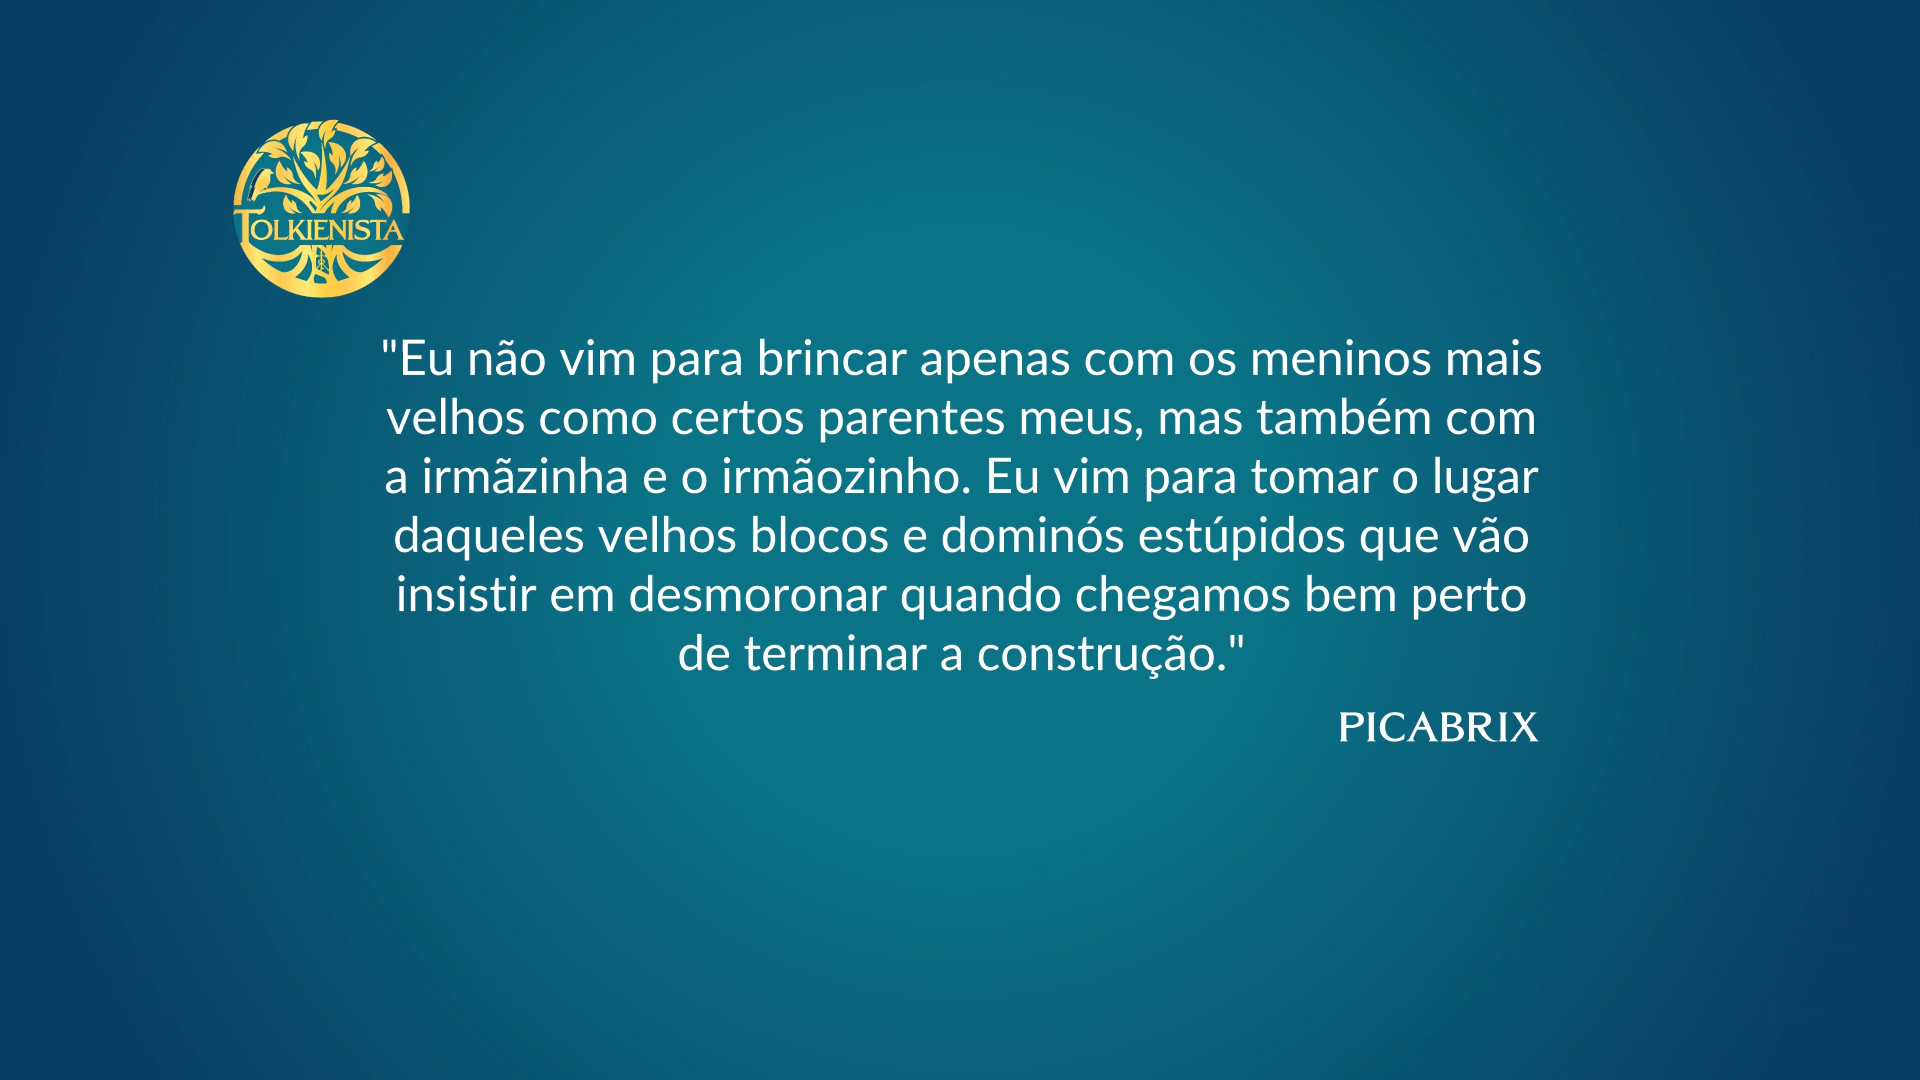 TOLKIENISTA
"Eu não vim para brincar apenas com os meninos mais
velhos como certos parentes meus, mas também com
a irmãzinha e o irmãozinho. Eu vim para tomar o lugar
daqueles velhos blocos e dominós estúpidos que vão
insistir em desmoronar quando chegamos bem perto
de terminar a construção."
PICABRIX